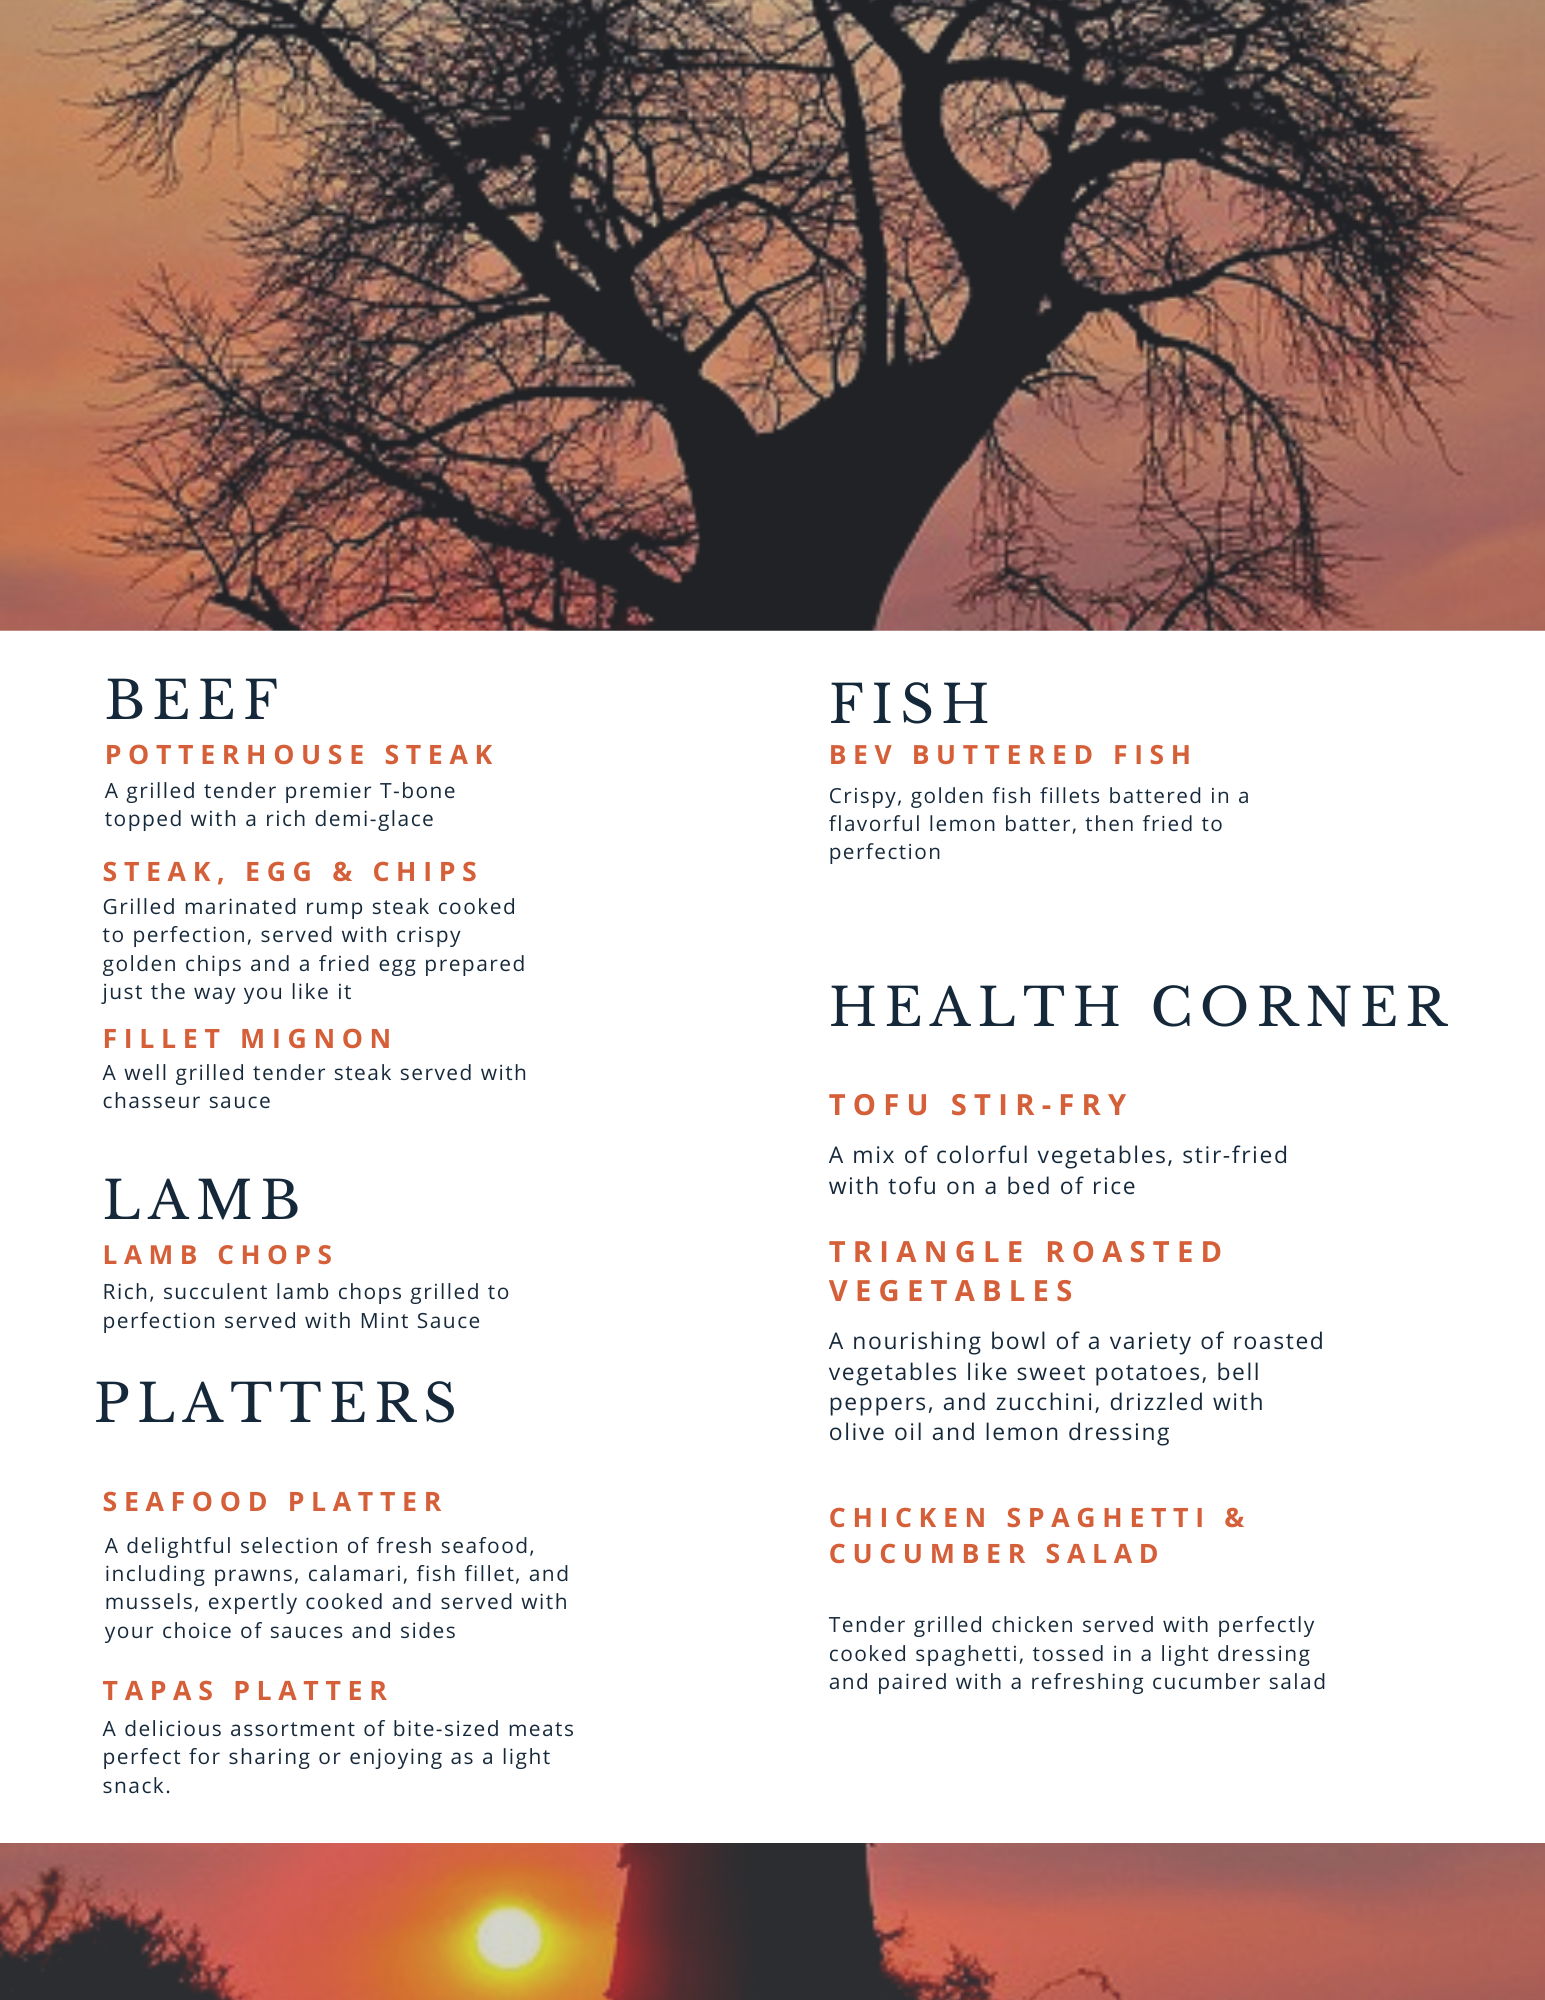 BEEF
POTTERHOUSE STEAK
A grilled tender premier T-bone
topped with a rich demi-glace
STEAK, EGG & CHIPS
Grilled marinated rump steak cooked
to perfection, served with crispy
golden chips and a fried egg prepared
just the way you like it
FILLET MIGNON
A well grilled tender steak served with
chasseur sauce
LAMB
LAMB CHOPS
Rich, succulent lamb chops grilled to
perfection served with Mint Sauce
PLATTERS
SEAFOOD PLATTER
A delightful selection of fresh seafood,
including prawns, calamari, fish fillet, and
mussels, expertly cooked and served with
your choice of sauces and sides
TAPAS PLATTER
A delicious assortment of bite-sized meats
perfect for sharing or enjoying as a light
snack.
FISH
BEV BUTTERED FISH
Crispy, golden fish fillets battered in a
flavorful lemon batter, then fried to
perfection
HEALTH CORNER
TOFU STIR-FRY
A mix of colorful vegetables, stir-fried
with tofu on a bed of rice
TRIANGLE ROASTED
VEGETABLES
A nourishing bowl of a variety of roasted
vegetables like sweet potatoes, bell
peppers, and zucchini, drizzled with
olive oil and lemon dressing
CHICKEN SPAGHETTI &
CUCUMBER SALAD
Tender grilled chicken served with perfectly
cooked spaghetti, tossed in a light dressing
and paired with a refreshing cucumber salad